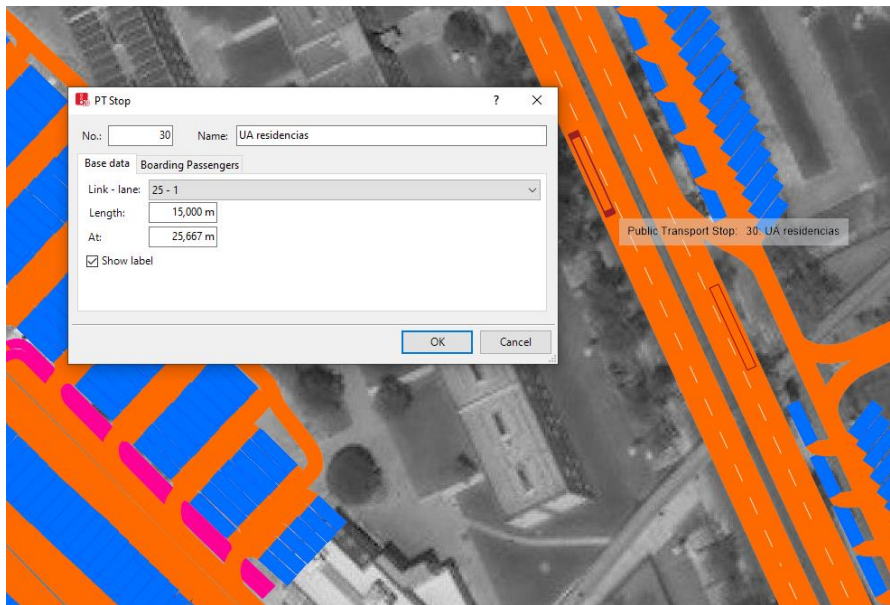 PT Stop
?
No.: 30 Name: UA residencias
Base data Boarding Passengers
Link - lane: 25 - 1
Length: 15,000 m
At: 25,667 m
Show label
OK Cancel
Public Transport Stop: 30: UA residencias